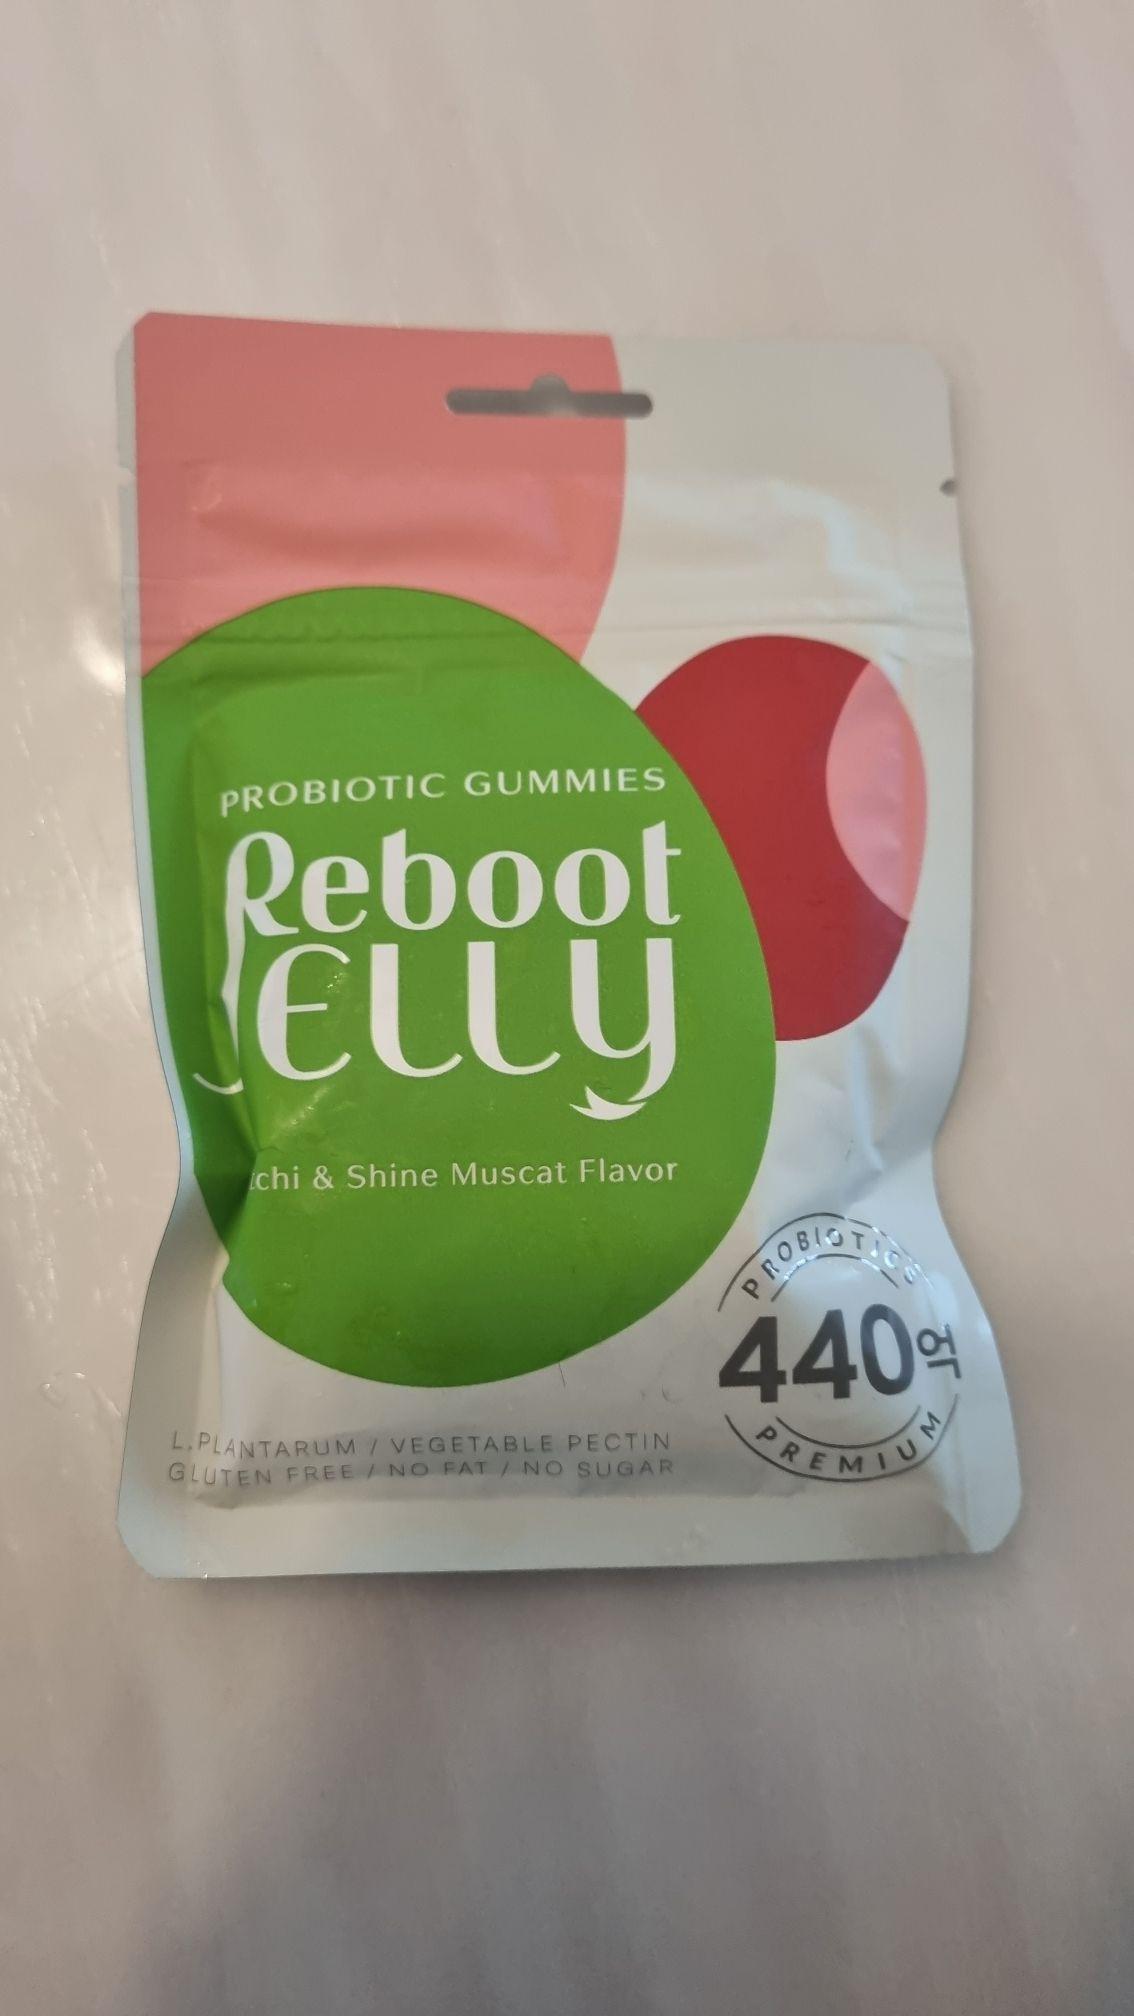 PROBIOTIC GUMMIES
Reboot
JELLY
& Shine Muscat Flavor
PROBIOTICS
440억
PREMIUM
L.PLANTARUM / VEGETABLE PECTIN
GLUTEN FREE / NO FAT / NO SUGAR